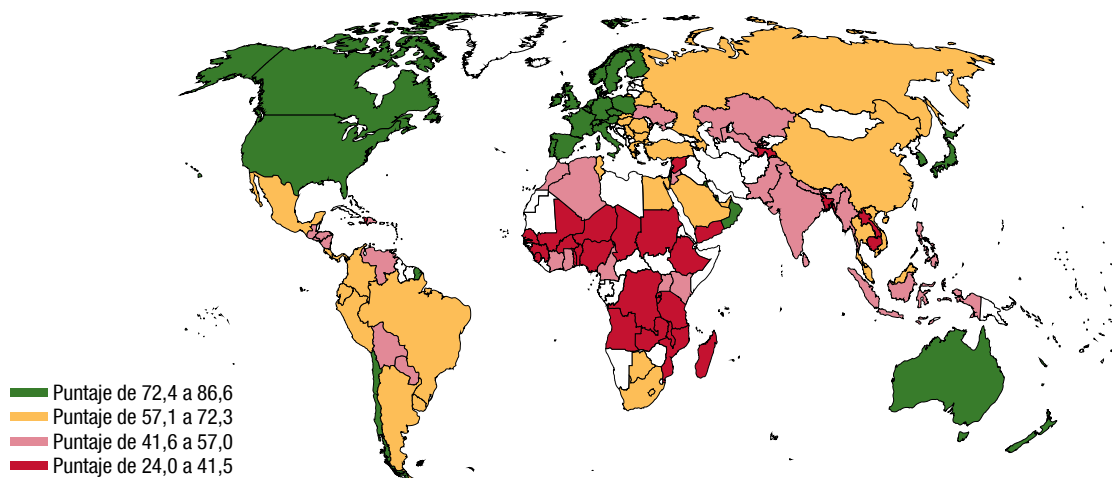 Puntaje de 72,4 a 86,6
Puntaje de 57,1 a 72,3
Puntaje de 41,6 a 57,0
Puntaje de 24,0 a 41,5